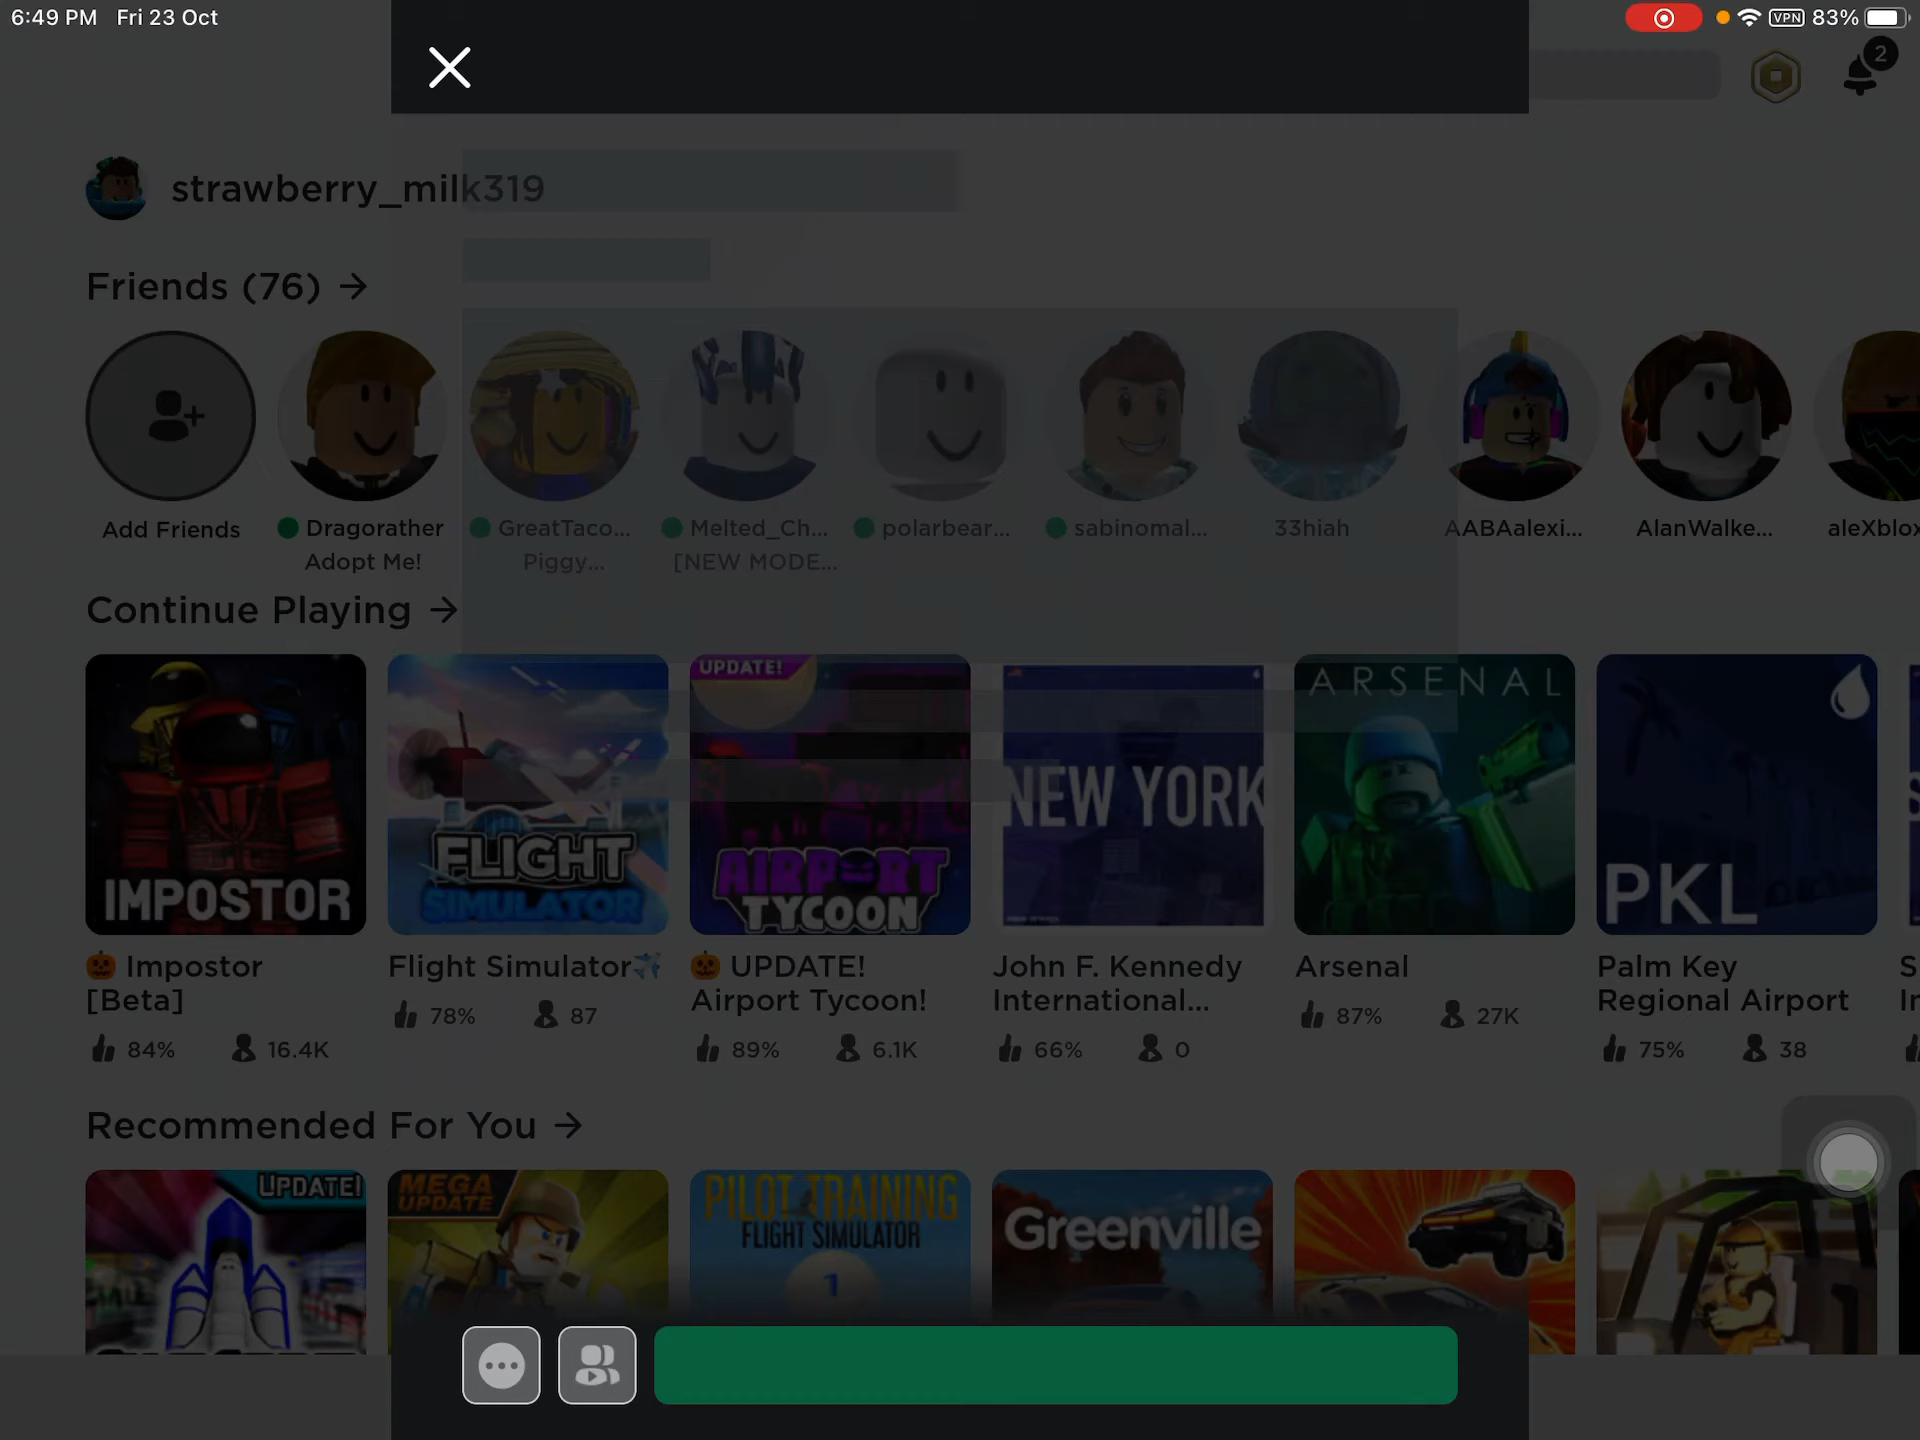 6:49 PM Fri 23 Oct
VPN 83%
2
strawberry_milk319
Friends (76) →
Add Friends
Dragorather
Adopt Me!
GreatTaco...
Piggy...
Melted_Ch...
[NEW MODE...
polarbear...
sabinomal...
33hiah
AABAalexi...
AlanWalke...
aleXblox
Continue Playing →
IMPOSTOR
FLIGHT
SIMULATOR
UPDATE!
AIRPORT
TYCOON
NEW YORK
ARSENAL
PKL
🎃 Impostor
[Beta]
84% 16.4K
Flight Simulator✈️
78% 87
🎃 UPDATE!
Airport Tycoon!
89% 6.1K
John F. Kennedy
International...
66% 0
Arsenal
87% 27K
Palm Key
Regional Airport
75% 38
Recommended For You →
UPDATE!
MEGA
UPDATE
PILOT TRAINING
FLIGHT SIMULATOR
1
Greenville